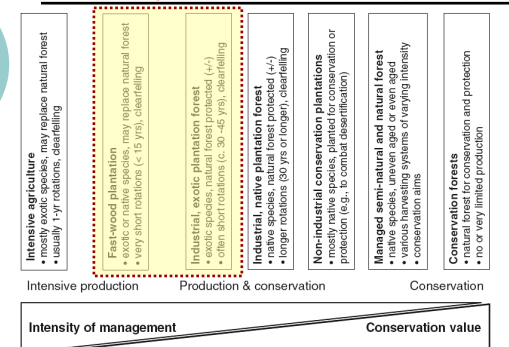 Intensive agriculture
• mostly exotic species, may replace natural forest
• usually 1-yr rotations, clearfelling
Fast-wood plantation
• exotic or native species, may replace natural forest
• very short rotations (< 15 yrs), clearfelling
Industrial, exotic plantation forest
• exotic species, natural forest protected (+/-)
• often short rotations (c. 30 -45 yrs), clearfelling
Industrial, native plantation forest
• native species, natural forest protected (+/-)
• longer rotations (30 yrs or longer), clearfelling
Non-industrial conservation plantations
• mostly native species, planted for conservation or
protection (e.g., to combat desertification)
Managed semi-natural and natural forest
• native species, uneven aged or even aged
• various harvesting systems of varying intensity
• conservation aims
Conservation forests
• natural forest for conservation and protection
• no or very limited production
Intensive production
Production & conservation
Conservation
Intensity of management
Conservation value